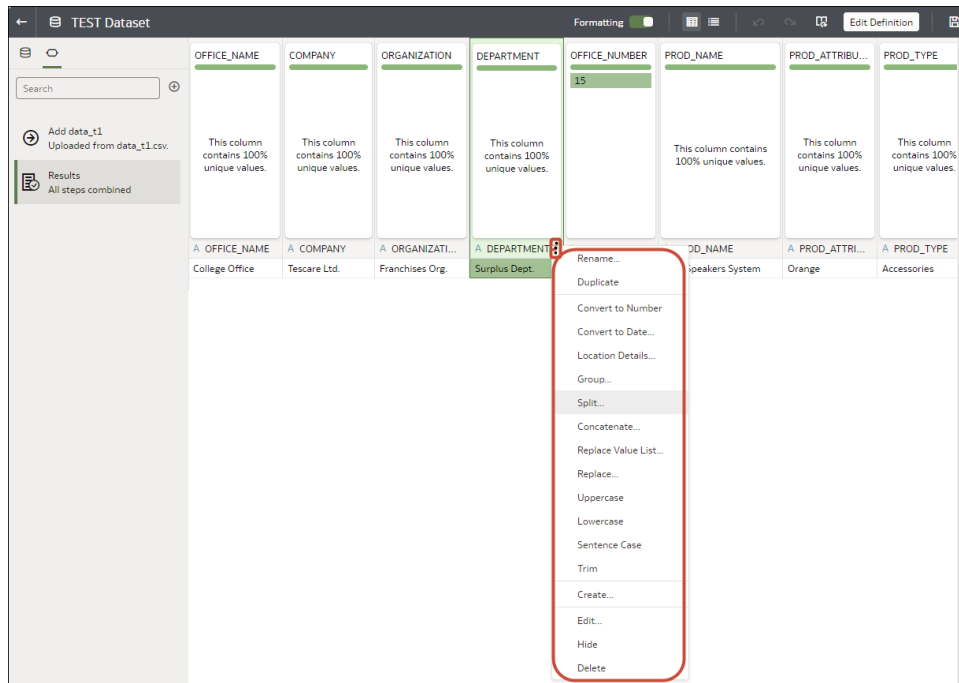 TEST Dataset
Formatting
Edit Definition
Search
Add data_t1
Uploaded from data_t1.csv.
Results
All steps combined
OFFICE_NAME COMPANY ORGANIZATION DEPARTMENT OFFICE_NUMBER PROD_NAME PROD_ATTRIBU... PROD_TYPE
15
This column
contains 100%
unique values.
This column
contains 100%
unique values.
This column
contains 100%
unique values.
This column
contains 100%
unique values.
This column contains
100% unique values.
This column
contains 100%
unique values.
This column
contains 100%
unique values.
A OFFICE_NAME A COMPANY A ORGANIZATI... A DEPARTMENT OD_NAME A PROD_ATTRI... A PROD_TYPE
College Office Tescare Ltd. Franchises Org. Surplus Dept. Speakers System Orange Accessories
Rename...
Duplicate
Convert to Number
Convert to Date...
Location Details...
Group...
Split...
Concatenate...
Replace Value List...
Replace...
Uppercase
Lowercase
Sentence Case
Trim
Create...
Edit...
Hide
Delete